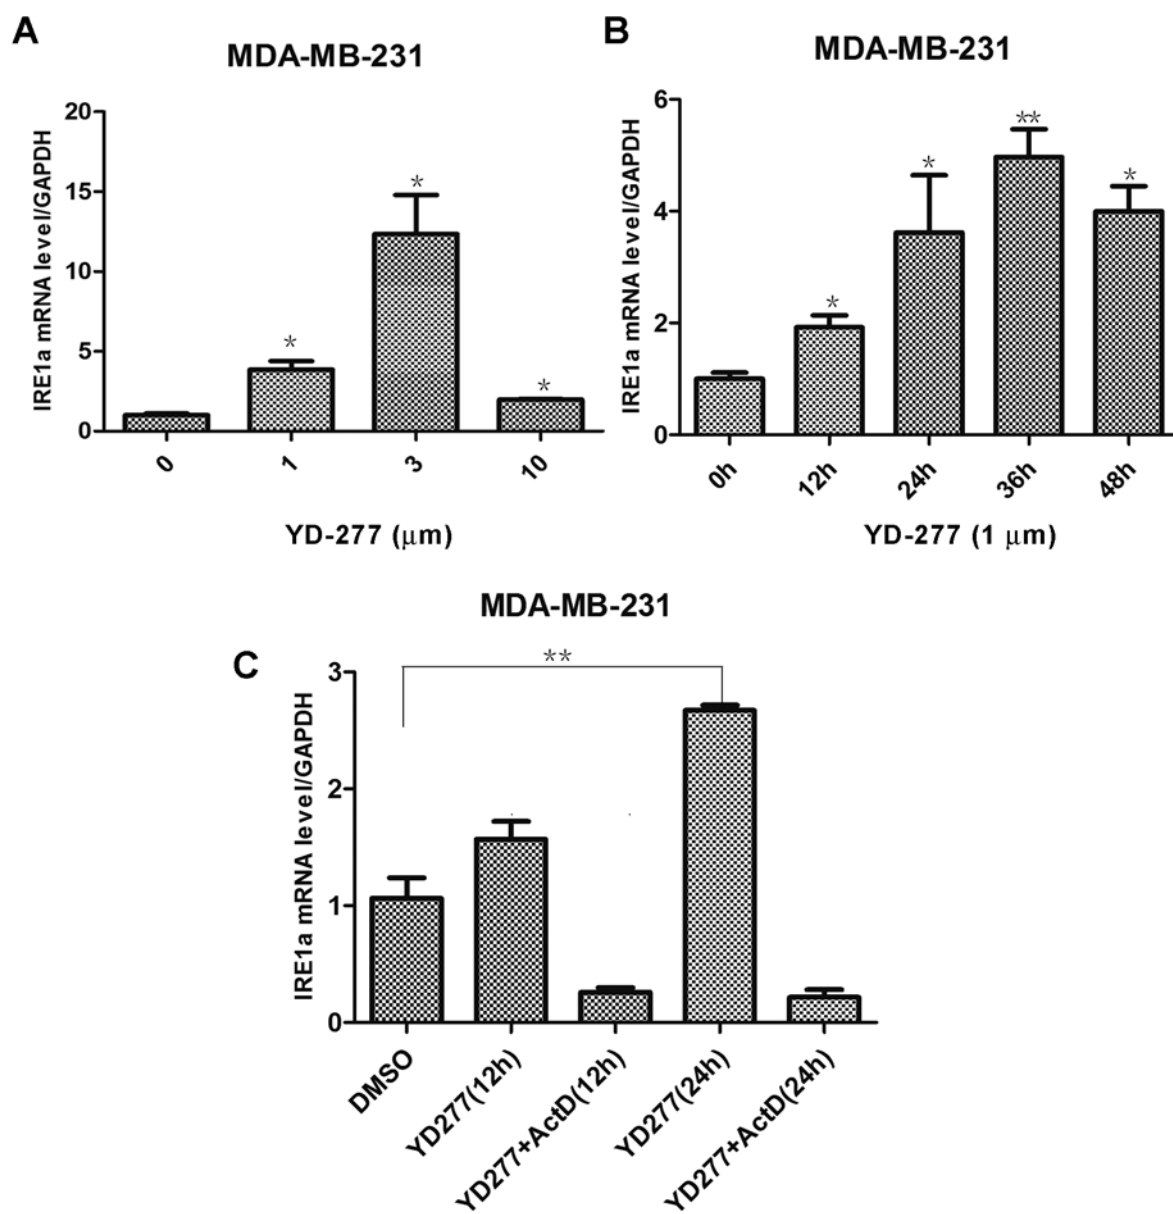 A
MDA-MB-231
IRE1a mRNA level/GAPDH
20
15
10
5
0
*
*
*
0
1
3
10
YD-277 (μm)
B
MDA-MB-231
IRE1a mRNA level/GAPDH
6
4
2
0
*
*
**
*
0h
12h
24h
36h
48h
YD-277 (1 μm)
C
MDA-MB-231
IRE1a mRNA level/GAPDH
3
2
1
0
**
DMSO
YD277(12h)
YD277+ActD(12h)
YD277(24h)
YD277+ActD(24h)